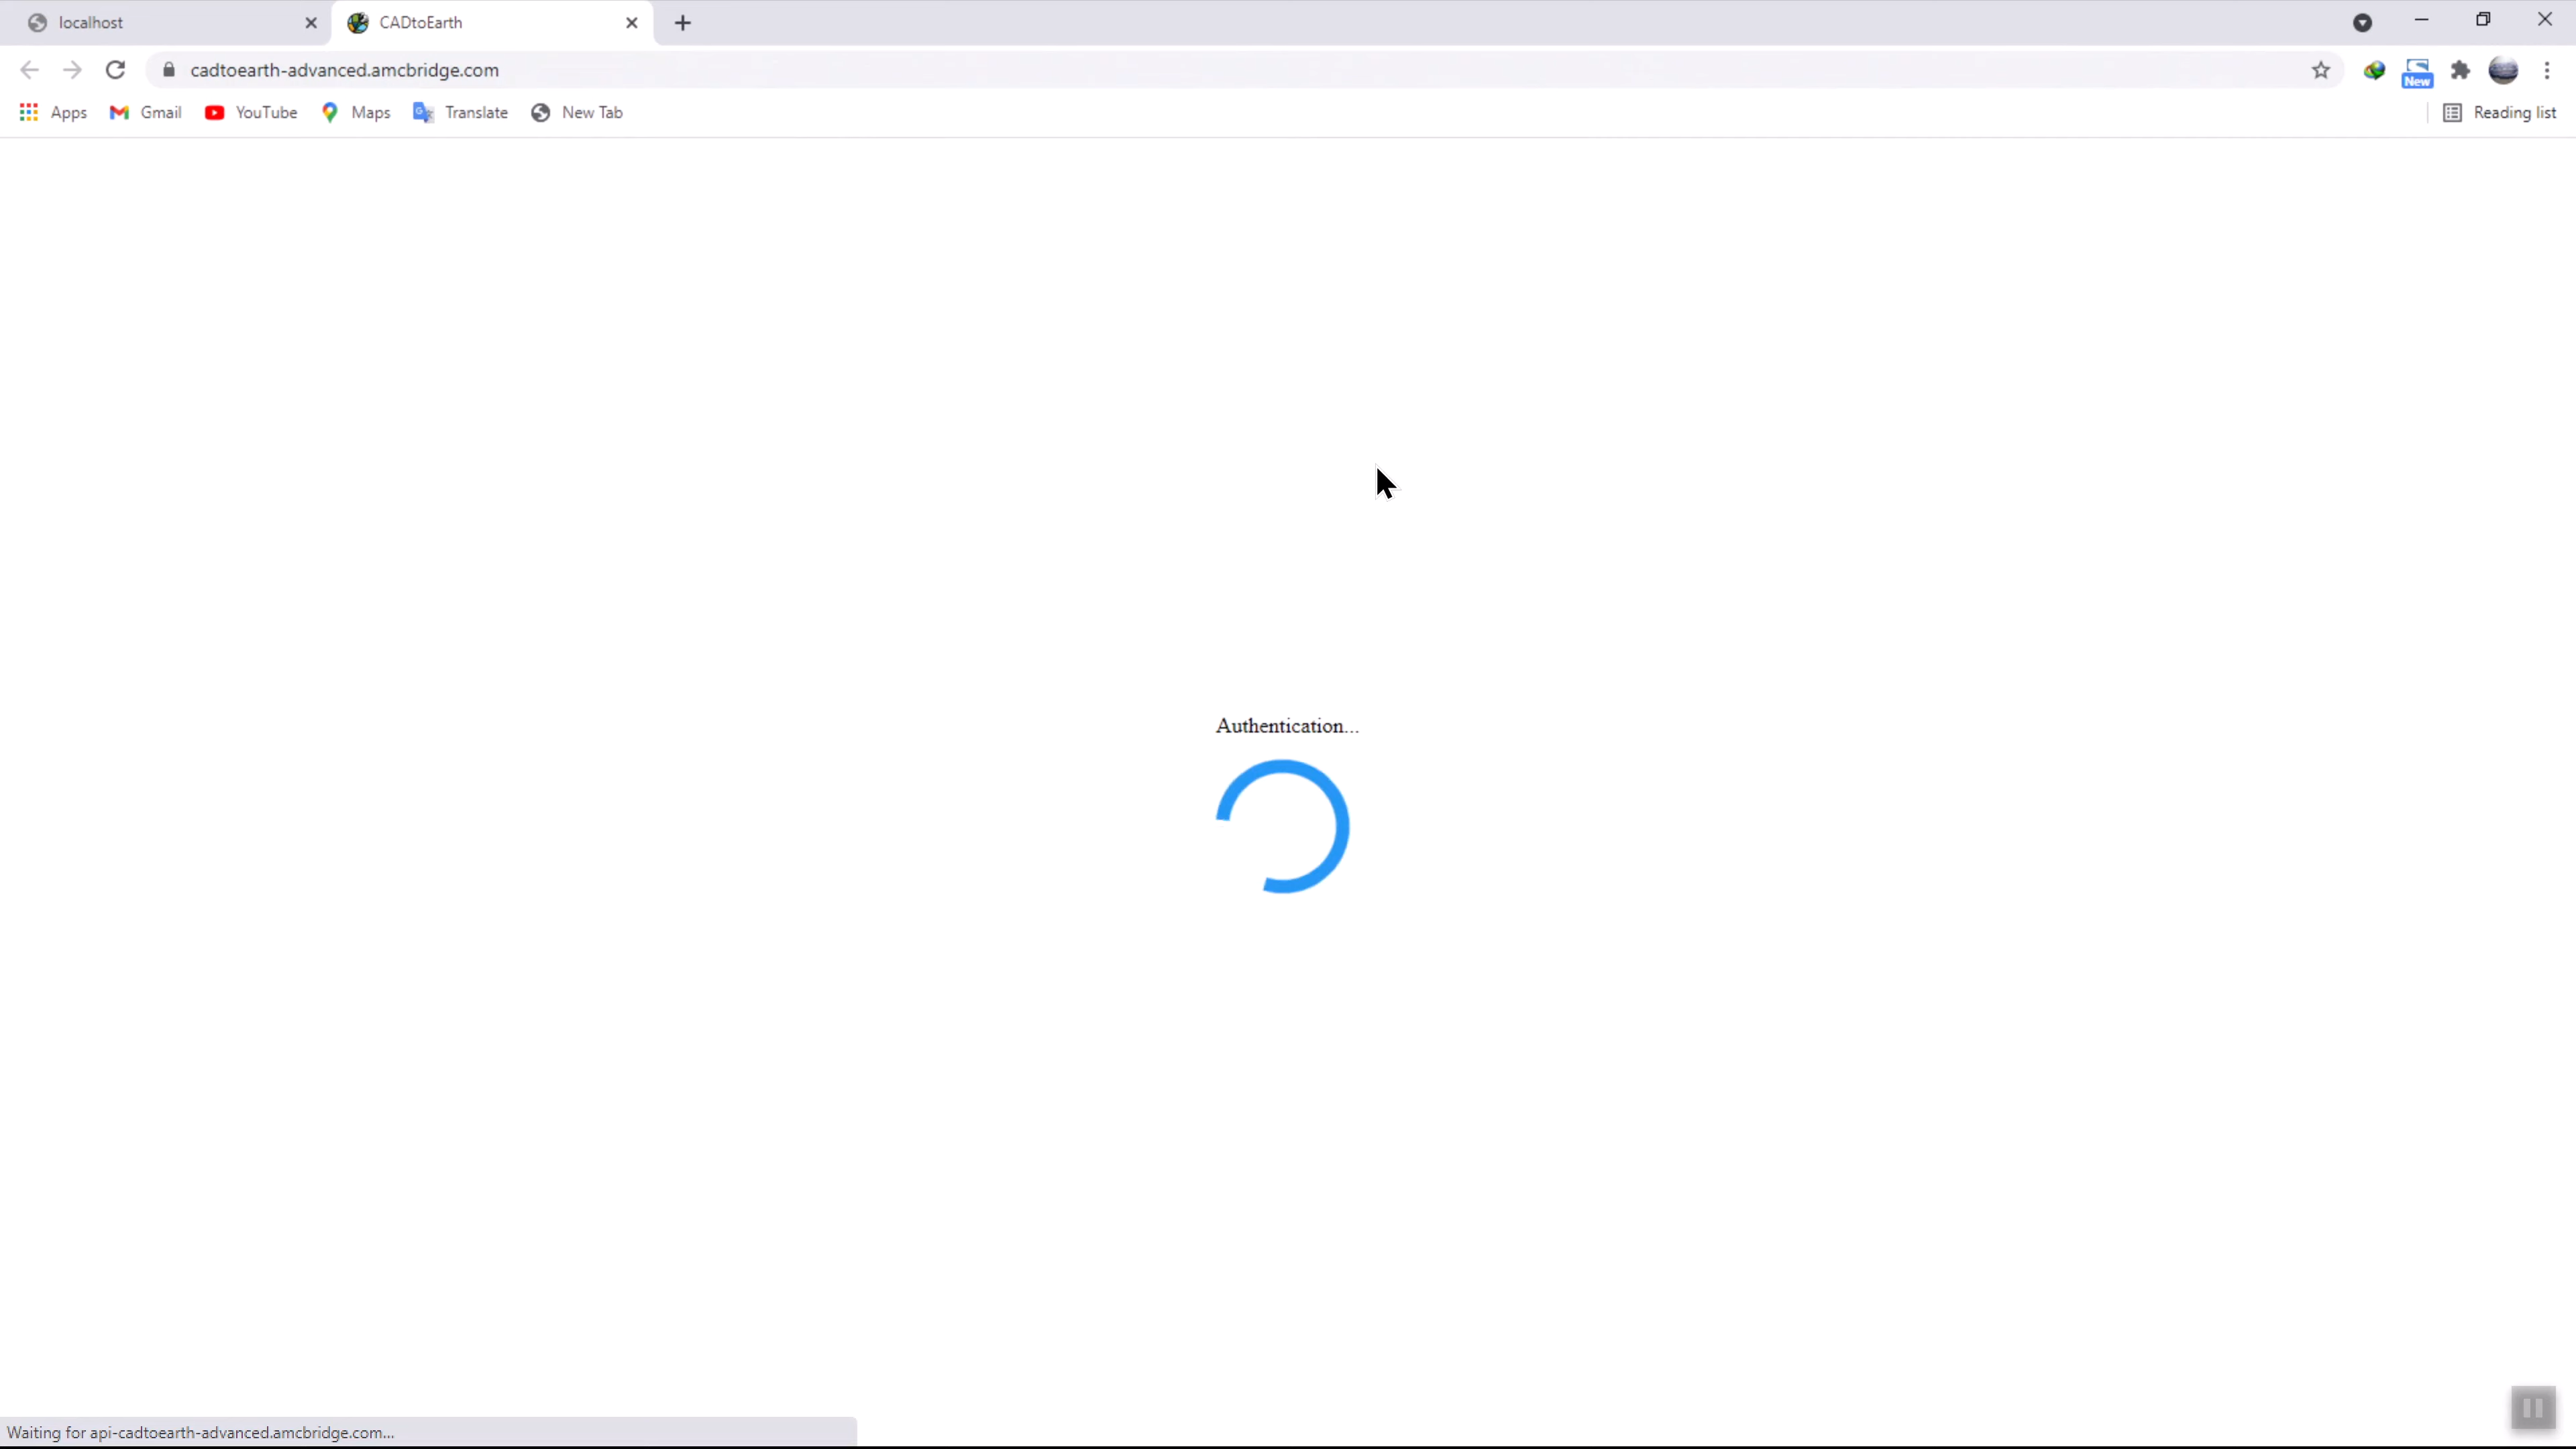 localhost
CADtoEarth
cadtoearth-advanced.amcbridge.com
New
Apps
Gmail
YouTube
Maps
Translate
New Tab
Reading list
Authentication...
Waiting for api-cadtoearth-advanced.amcbridge.com...